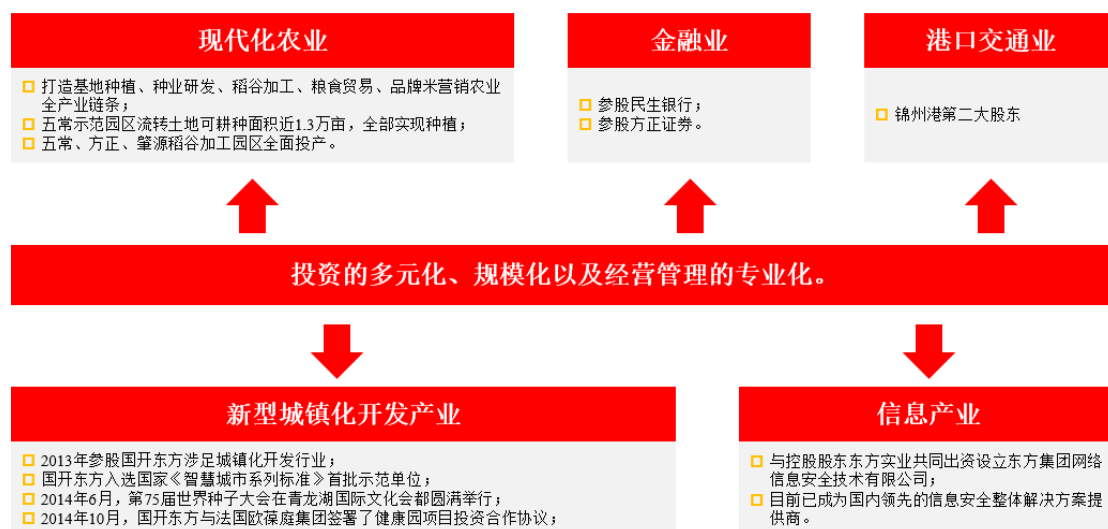 现代化农业
打造基地种植、种业研发、稻谷加工、粮食贸易、品牌米营销农业
全产业链条；
五常示范园区流转土地可耕种面积近1.3万亩，全部实现种植；
五常、方正、肇源稻谷加工园区全面投产。
金融业
参股民生银行；
参股方正证券。
港口交通业
锦州港第二大股东
投资的多元化、规模化以及经营管理的专业化。
新型城镇化开发产业
2013年参股国开东方涉足城镇化开发行业；
国开东方入选国家《智慧城市系列标准》首批示范单位；
2014年6月，第75届世界种子大会在青龙湖国际文化会都圆满举行；
2014年10月，国开东方与法国欧葆庭集团签署了健康园项目投资合作协议；
信息产业
与控股股东东方实业共同出资设立东方集团网络
信息安全技术有限公司；
目前已成为国内领先的信息安全整体解决方案提
供商。